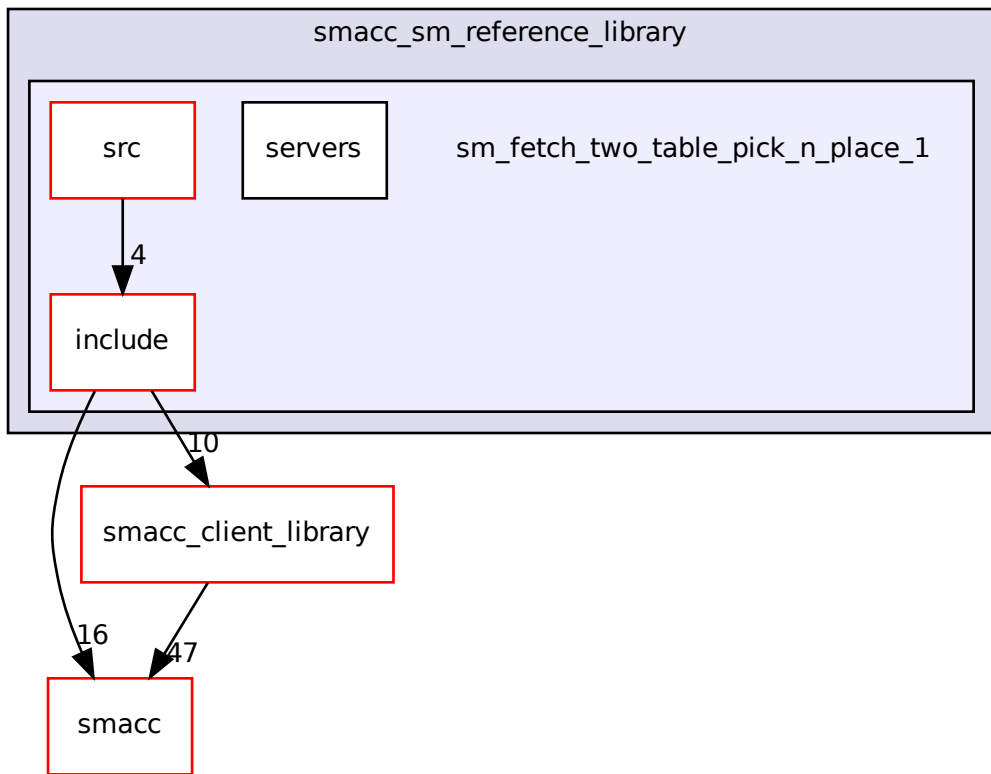 smacc_sm_reference_library
src
servers
sm_fetch_two_table_pick_n_place_1
4
include
10
smacc_client_library
16
47
smacc